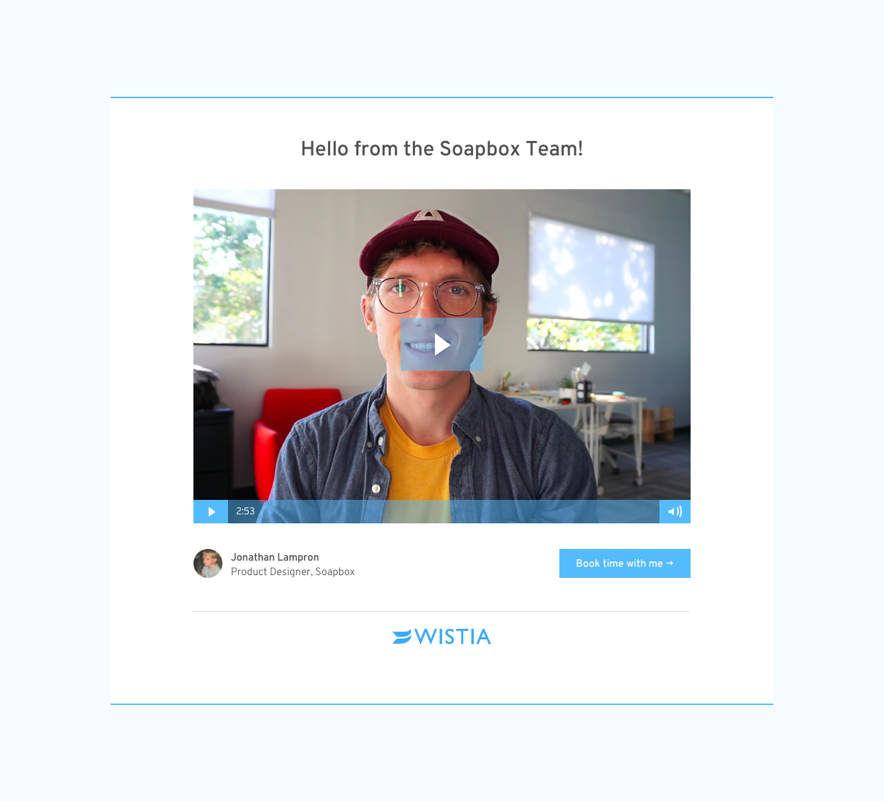 Hello from the Soapbox Team!
2:53
Jonathan Lampron
Product Designer, Soapbox
Book time with me →
WISTIA